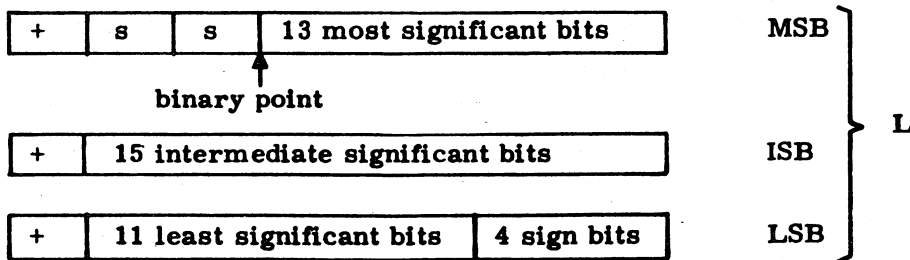 + s s 13 most significant bits MSB
binary point
L
+ 15 intermediate significant bits ISB
+ 11 least significant bits 4 sign bits LSB